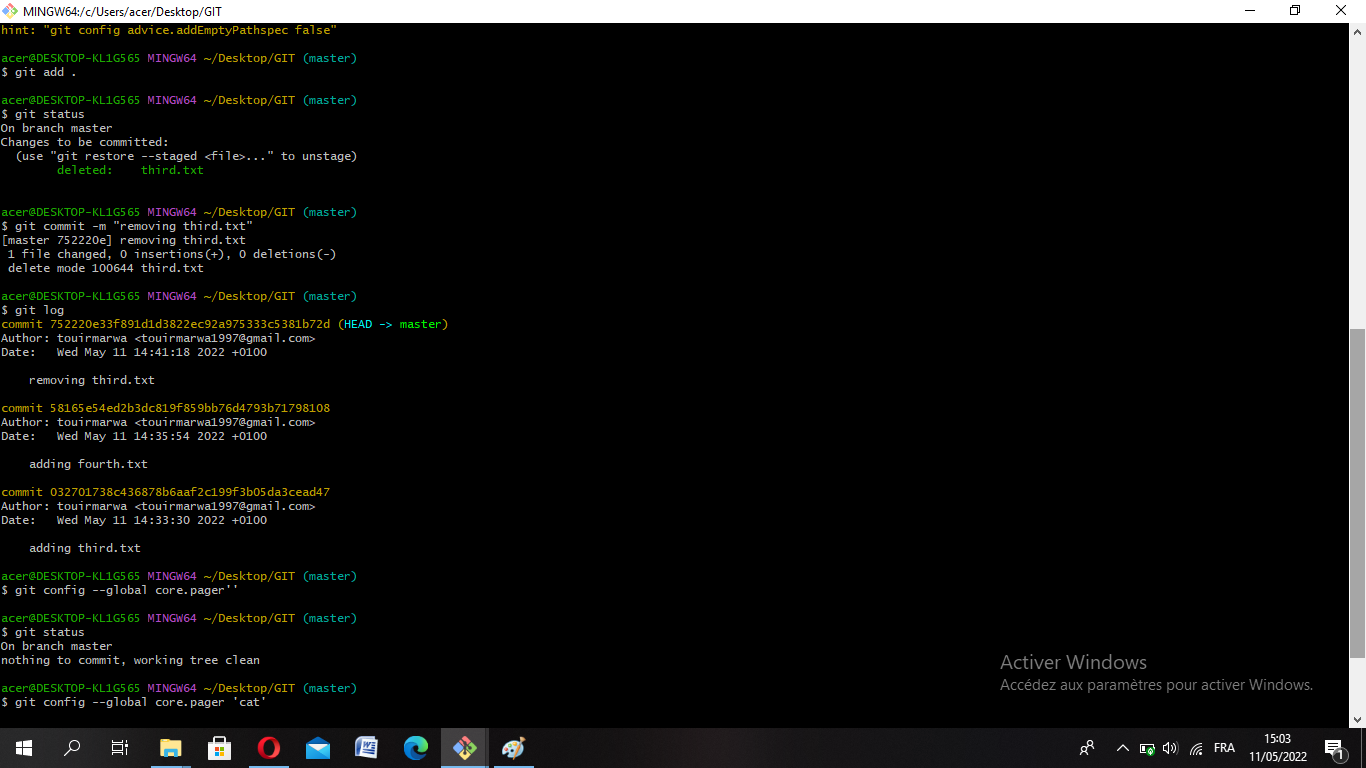 MINGW64:/c/Users/acer/Desktop/GIT
hint: "git config advice.addEmptyPathspec false"
acer@DESKTOP-KL1G565 MINGW64 ~/Desktop/GIT (master)
$ git add .
acer@DESKTOP-KL1G565 MINGW64 ~/Desktop/GIT (master)
$ git status
On branch master
Changes to be committed:
  (use "git restore --staged <file>..." to unstage)
        deleted:    third.txt
acer@DESKTOP-KL1G565 MINGW64 ~/Desktop/GIT (master)
$ git commit -m "removing third.txt"
[master 752220e] removing third.txt
 1 file changed, 0 insertions(+), 0 deletions(-)
 delete mode 100644 third.txt
acer@DESKTOP-KL1G565 MINGW64 ~/Desktop/GIT (master)
$ git log
commit 752220e33f891d1d3822ec92a975333c5381b72d (HEAD -> master)
Author: touirmarwa <touirmarwa1997@gmail.com>
Date:   Wed May 11 14:41:18 2022 +0100
    removing third.txt
commit 58165e54ed2b3dc819f859bb76d4793b71798108
Author: touirmarwa <touirmarwa1997@gmail.com>
Date:   Wed May 11 14:35:54 2022 +0100
    adding fourth.txt
commit 032701738c436878b6aaf2c199f3b05da3cead47
Author: touirmarwa <touirmarwa1997@gmail.com>
Date:   Wed May 11 14:33:30 2022 +0100
    adding third.txt
acer@DESKTOP-KL1G565 MINGW64 ~/Desktop/GIT (master)
$ git config --global core.pager''
acer@DESKTOP-KL1G565 MINGW64 ~/Desktop/GIT (master)
$ git status
On branch master
nothing to commit, working tree clean
acer@DESKTOP-KL1G565 MINGW64 ~/Desktop/GIT (master)
$ git config --global core.pager 'cat'
Activer Windows
Accédez aux paramètres pour activer Windows.
FRA
15:03
11/05/2022
1